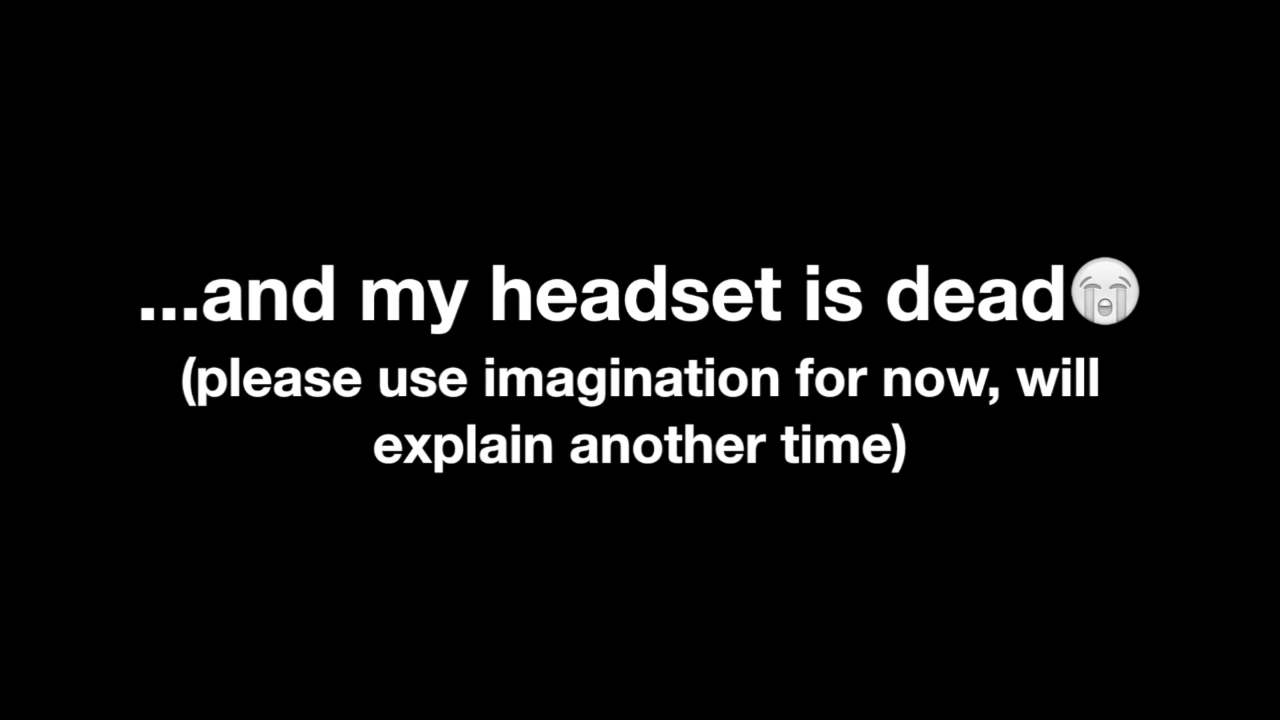 ...and my headset is dead😭
(please use imagination for now, will
explain another time)